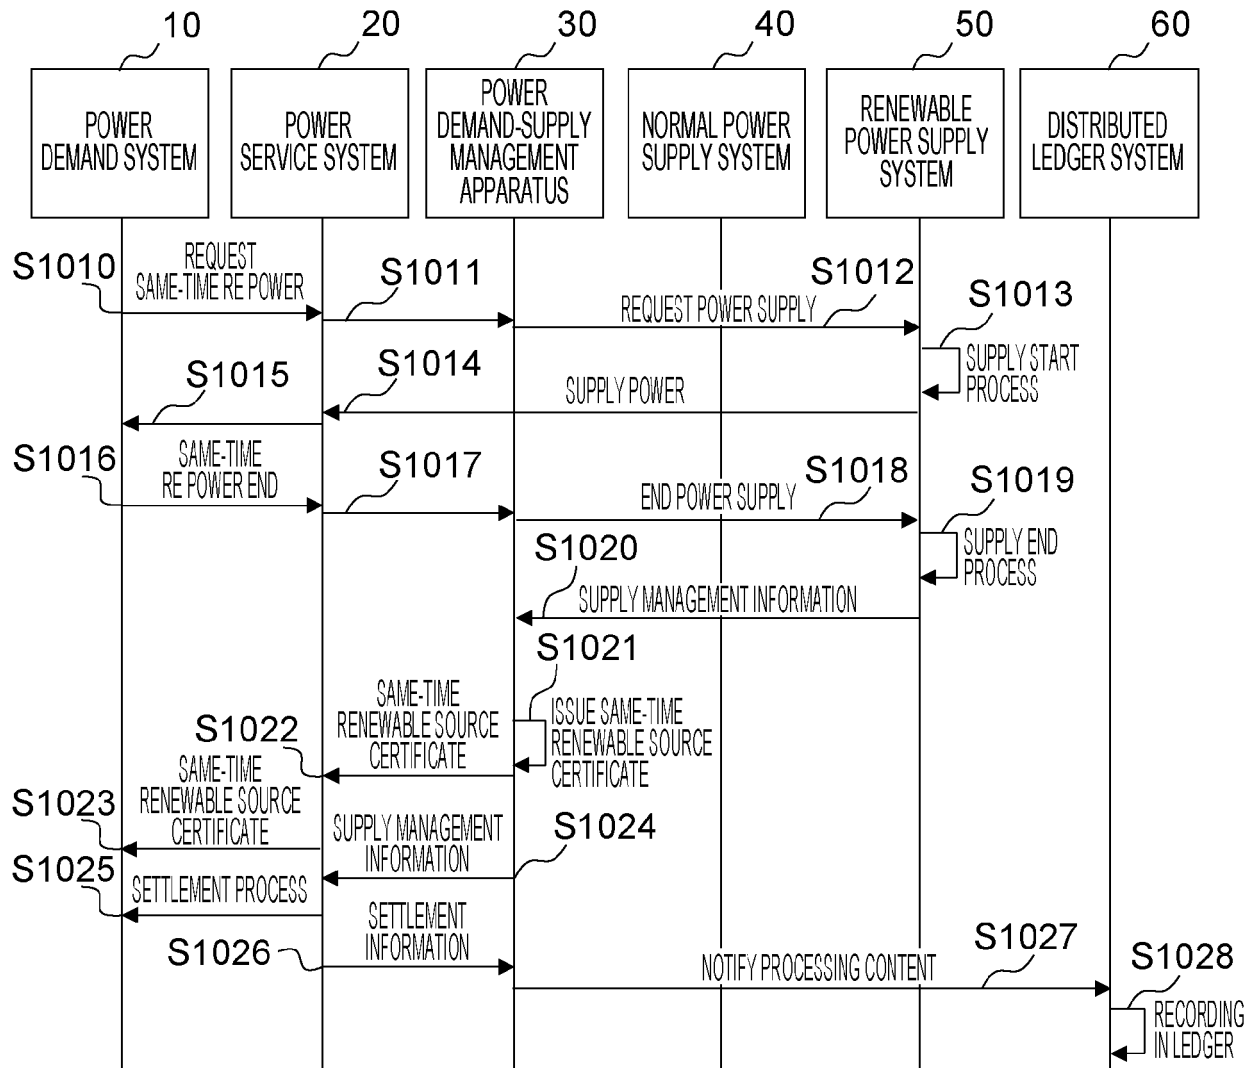 10
20
30
40
50
60
POWER
DEMAND SYSTEM
POWER
SERVICE SYSTEM
POWER
DEMAND-SUPPLY
MANAGEMENT
APPARATUS
NORMAL POWER
SUPPLY SYSTEM
RENEWABLE
POWER SUPPLY
SYSTEM
DISTRIBUTED
LEDGER SYSTEM
S1010
REQUEST
SAME-TIME RE POWER
S1011
REQUEST POWER SUPPLY
S1012
S1013
SUPPLY START
PROCESS
S1014
SUPPLY POWER
S1015
S1016
SAME-TIME
RE POWER END
S1017
END POWER SUPPLY
S1018
S1019
SUPPLY END
PROCESS
S1020
SUPPLY MANAGEMENT INFORMATION
S1021
ISSUE SAME-TIME
RENEWABLE SOURCE
CERTIFICATE
SAME-TIME
RENEWABLE SOURCE
CERTIFICATE
S1022
SAME-TIME
RENEWABLE SOURCE
CERTIFICATE
S1023
SUPPLY MANAGEMENT
INFORMATION
S1024
S1025
SETTLEMENT PROCESS
S1026
SETTLEMENT
INFORMATION
NOTIFY PROCESSING CONTENT
S1027
S1028
RECORDING
IN LEDGER